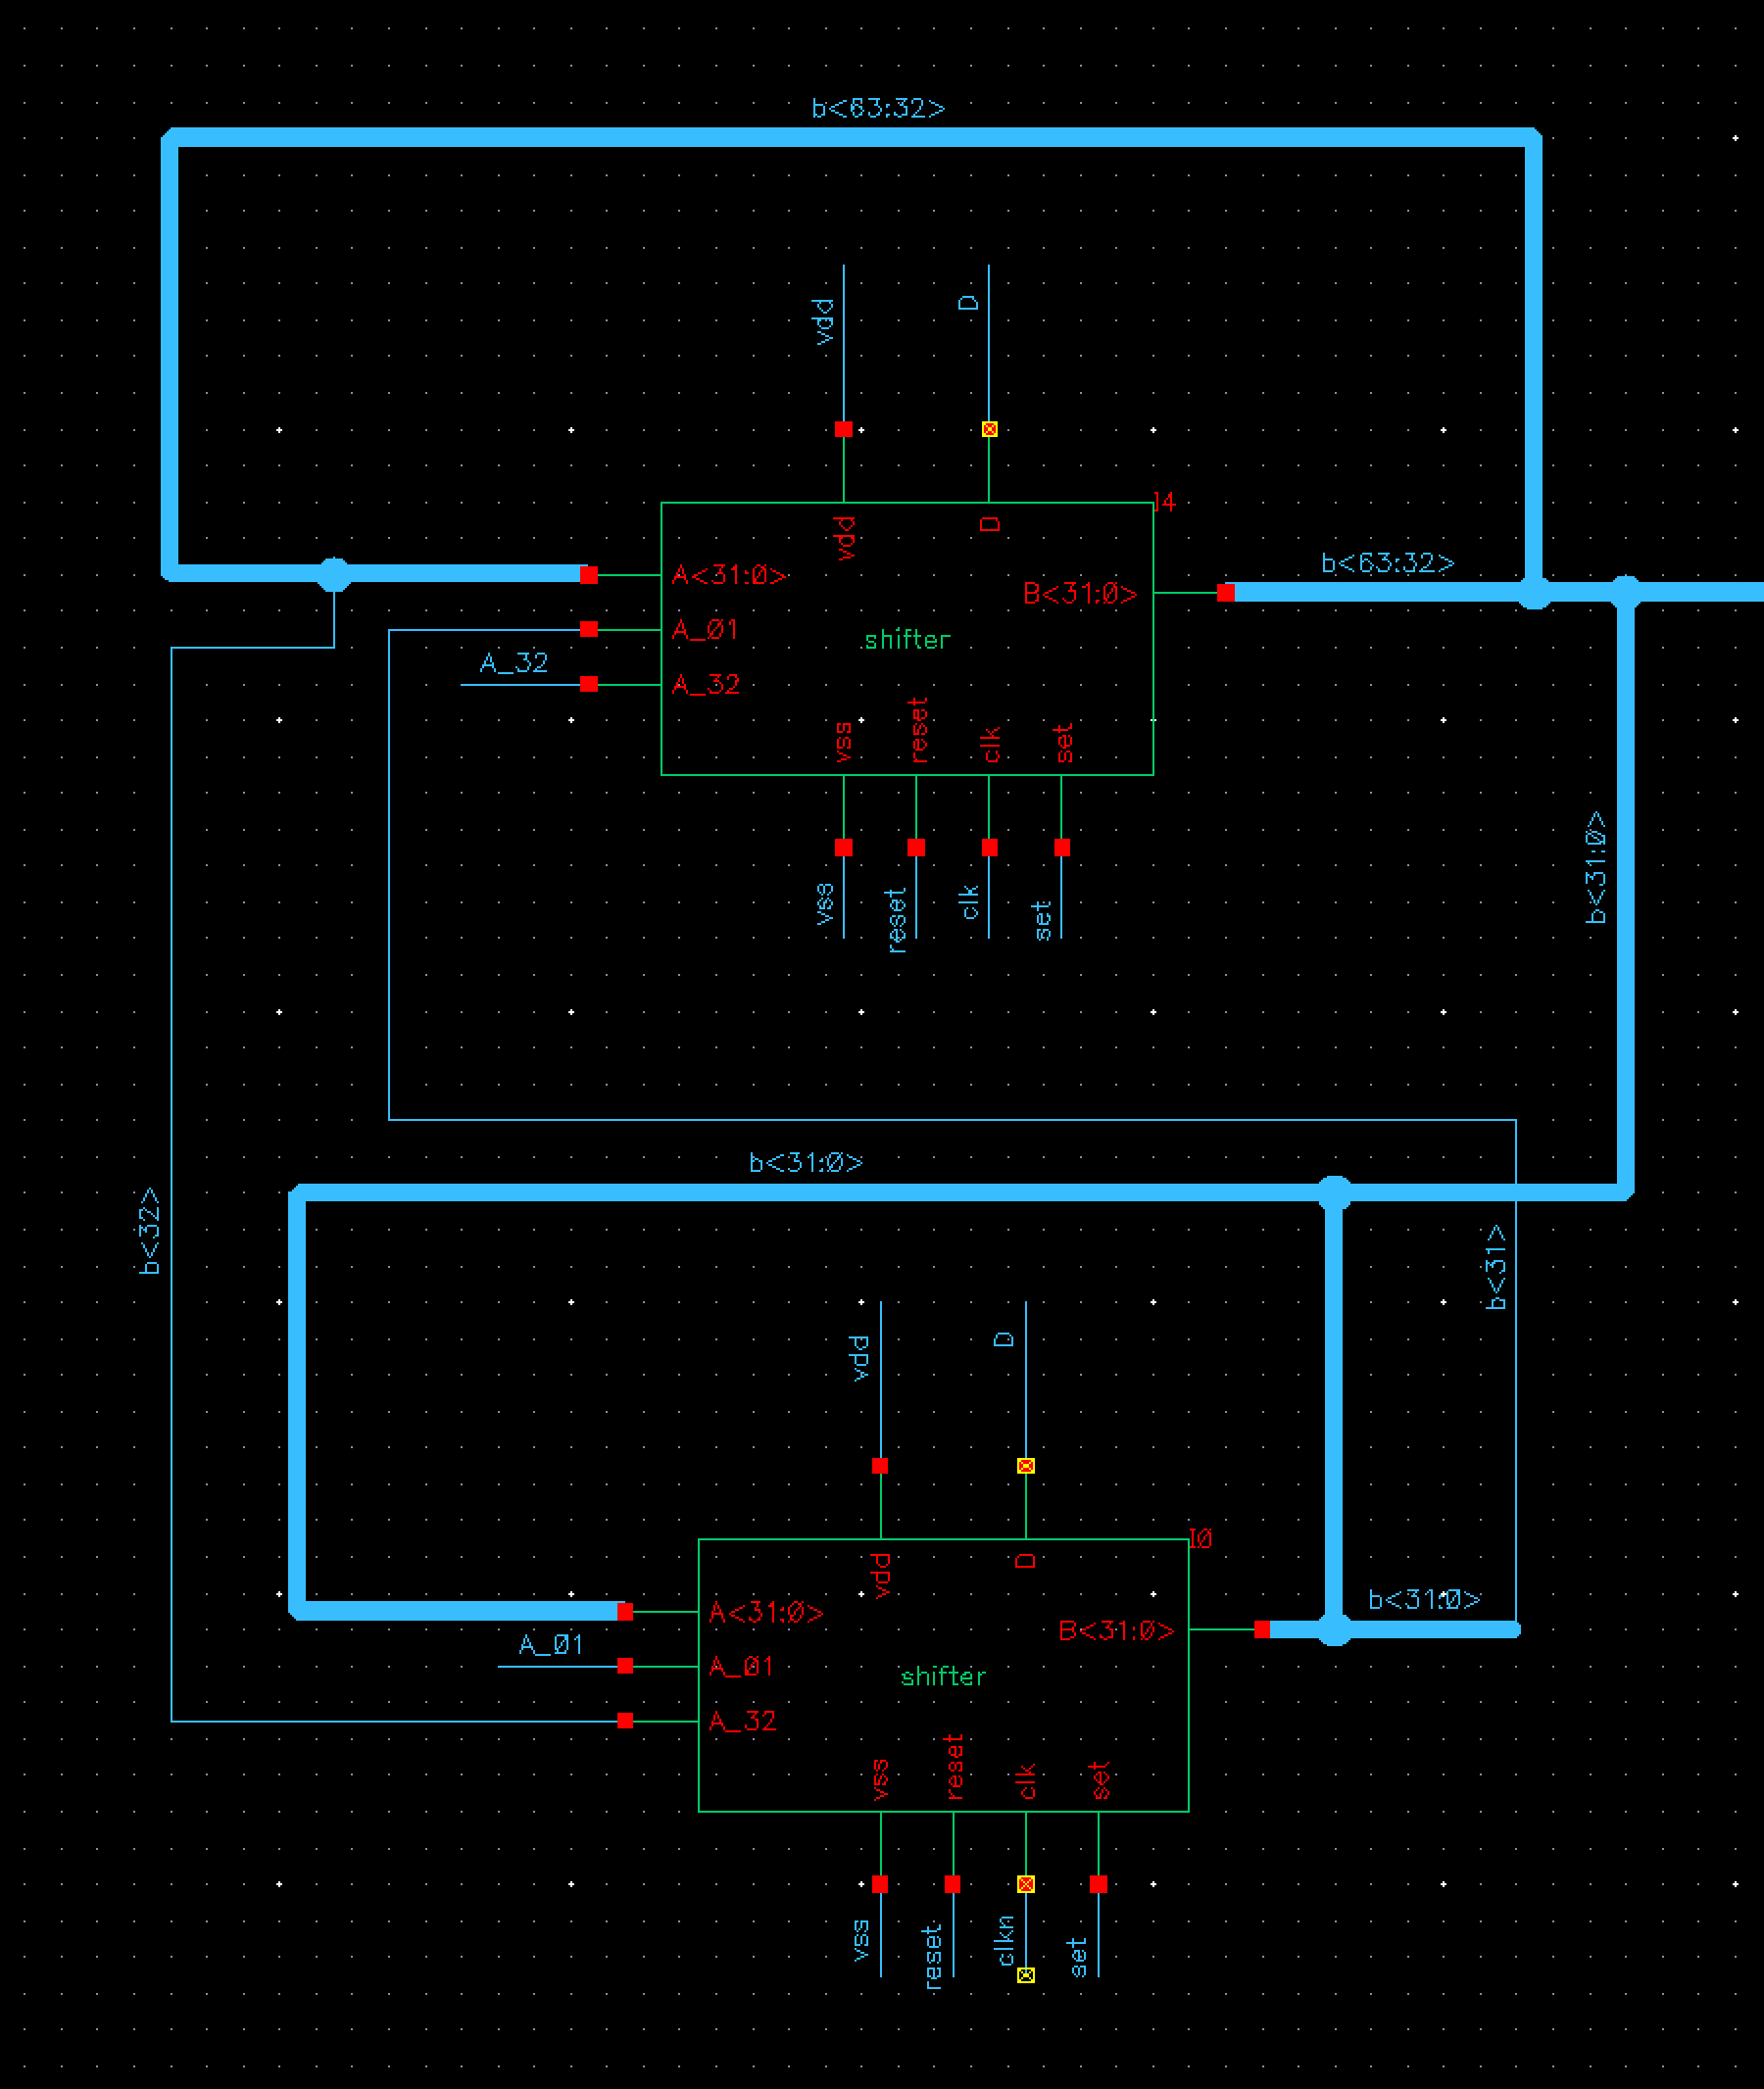 b<63:32>
vdd
D
I4
vdd
D
b<63:32>
A<31:0>
B<31:0>
A_01
shifter
A_32
A_32
vss
reset
clk
set
vss
reset
clk
set
b<31:0>
b<31:0>
b<32>
b<31>
vdd
D
I0
vdd
D
b<31:0>
A<31:0>
B<31:0>
A_01
A_01
shifter
A_32
vss
reset
clk
set
vss
reset
clkn
set